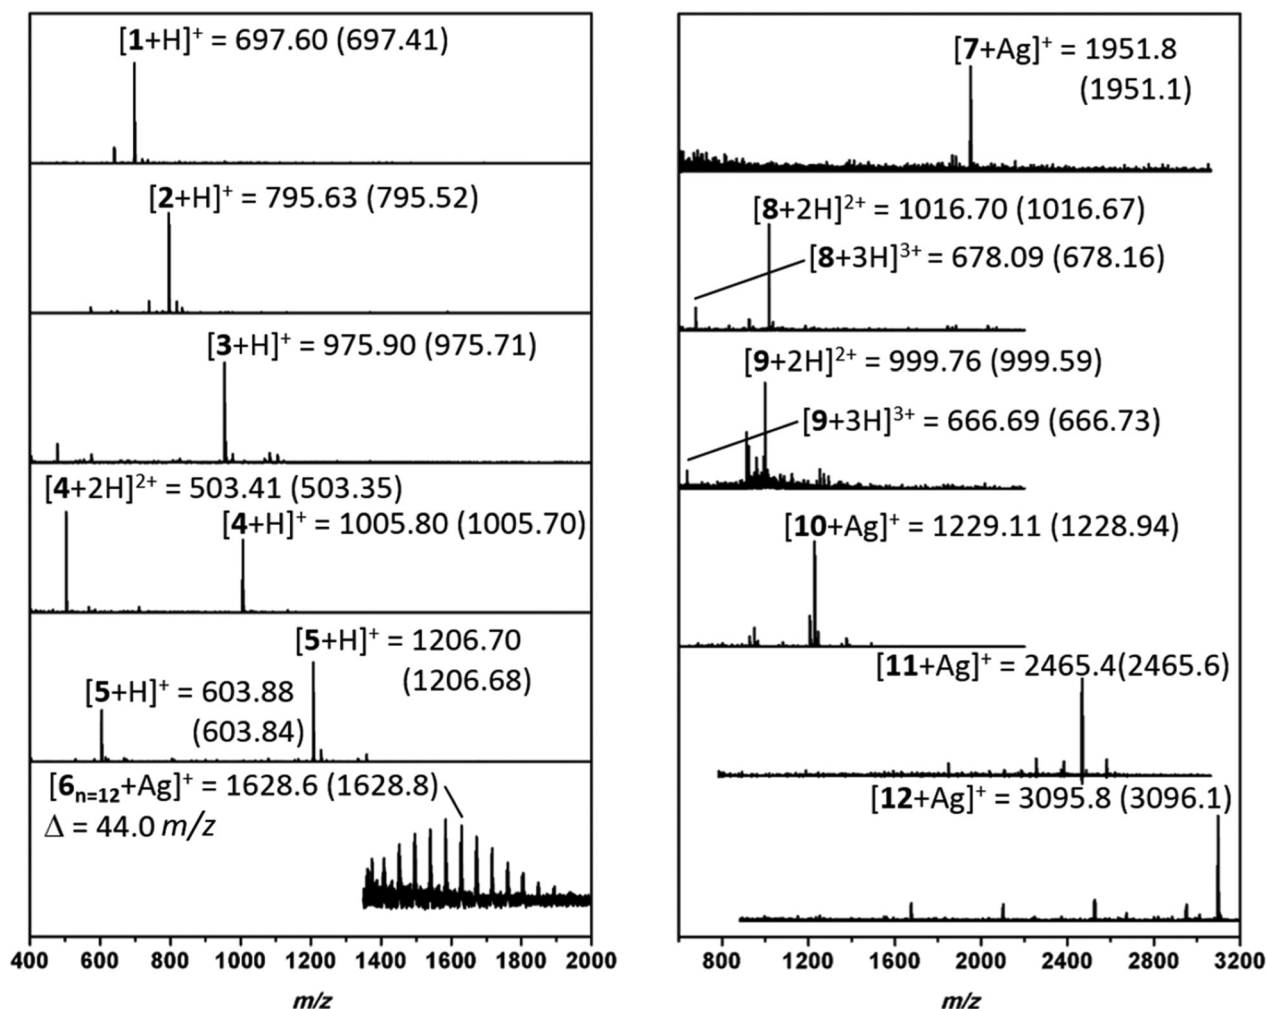 [1+H]⁺ = 697.60 (697.41)
[2+H]⁺ = 795.63 (795.52)
[3+H]⁺ = 975.90 (975.71)
[4+2H]²⁺ = 503.41 (503.35)
[4+H]⁺ = 1005.80 (1005.70)
[5+H]⁺ = 1206.70
(1206.68)
[5+H]⁺ = 603.88
(603.84)
[6n=12+Ag]⁺ = 1628.6 (1628.8)
Δ = 44.0 m/z
400 600 800 1000 1200 1400 1600 1800 2000
m/z
[7+Ag]⁺ = 1951.8
(1951.1)
[8+2H]²⁺ = 1016.70 (1016.67)
[8+3H]³⁺ = 678.09 (678.16)
[9+2H]²⁺ = 999.76 (999.59)
[9+3H]³⁺ = 666.69 (666.73)
[10+Ag]⁺ = 1229.11 (1228.94)
[11+Ag]⁺ = 2465.4(2465.6)
[12+Ag]⁺ = 3095.8 (3096.1)
800 1200 1600 2000 2400 2800 3200
m/z